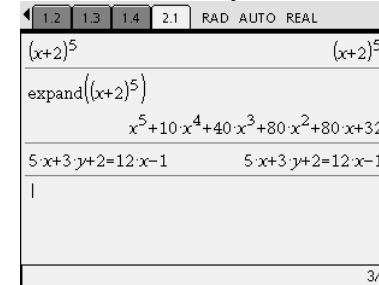 1.2 1.3 1.4 2.1 RAD AUTO REAL
(x+2)^5 (x+2)^5
expand((x+2)^5)
x^5+10·x^4+40·x^3+80·x^2+80·x+32
5·x+3·y+2=12·x−1 5·x+3·y+2=12·x−1
3/